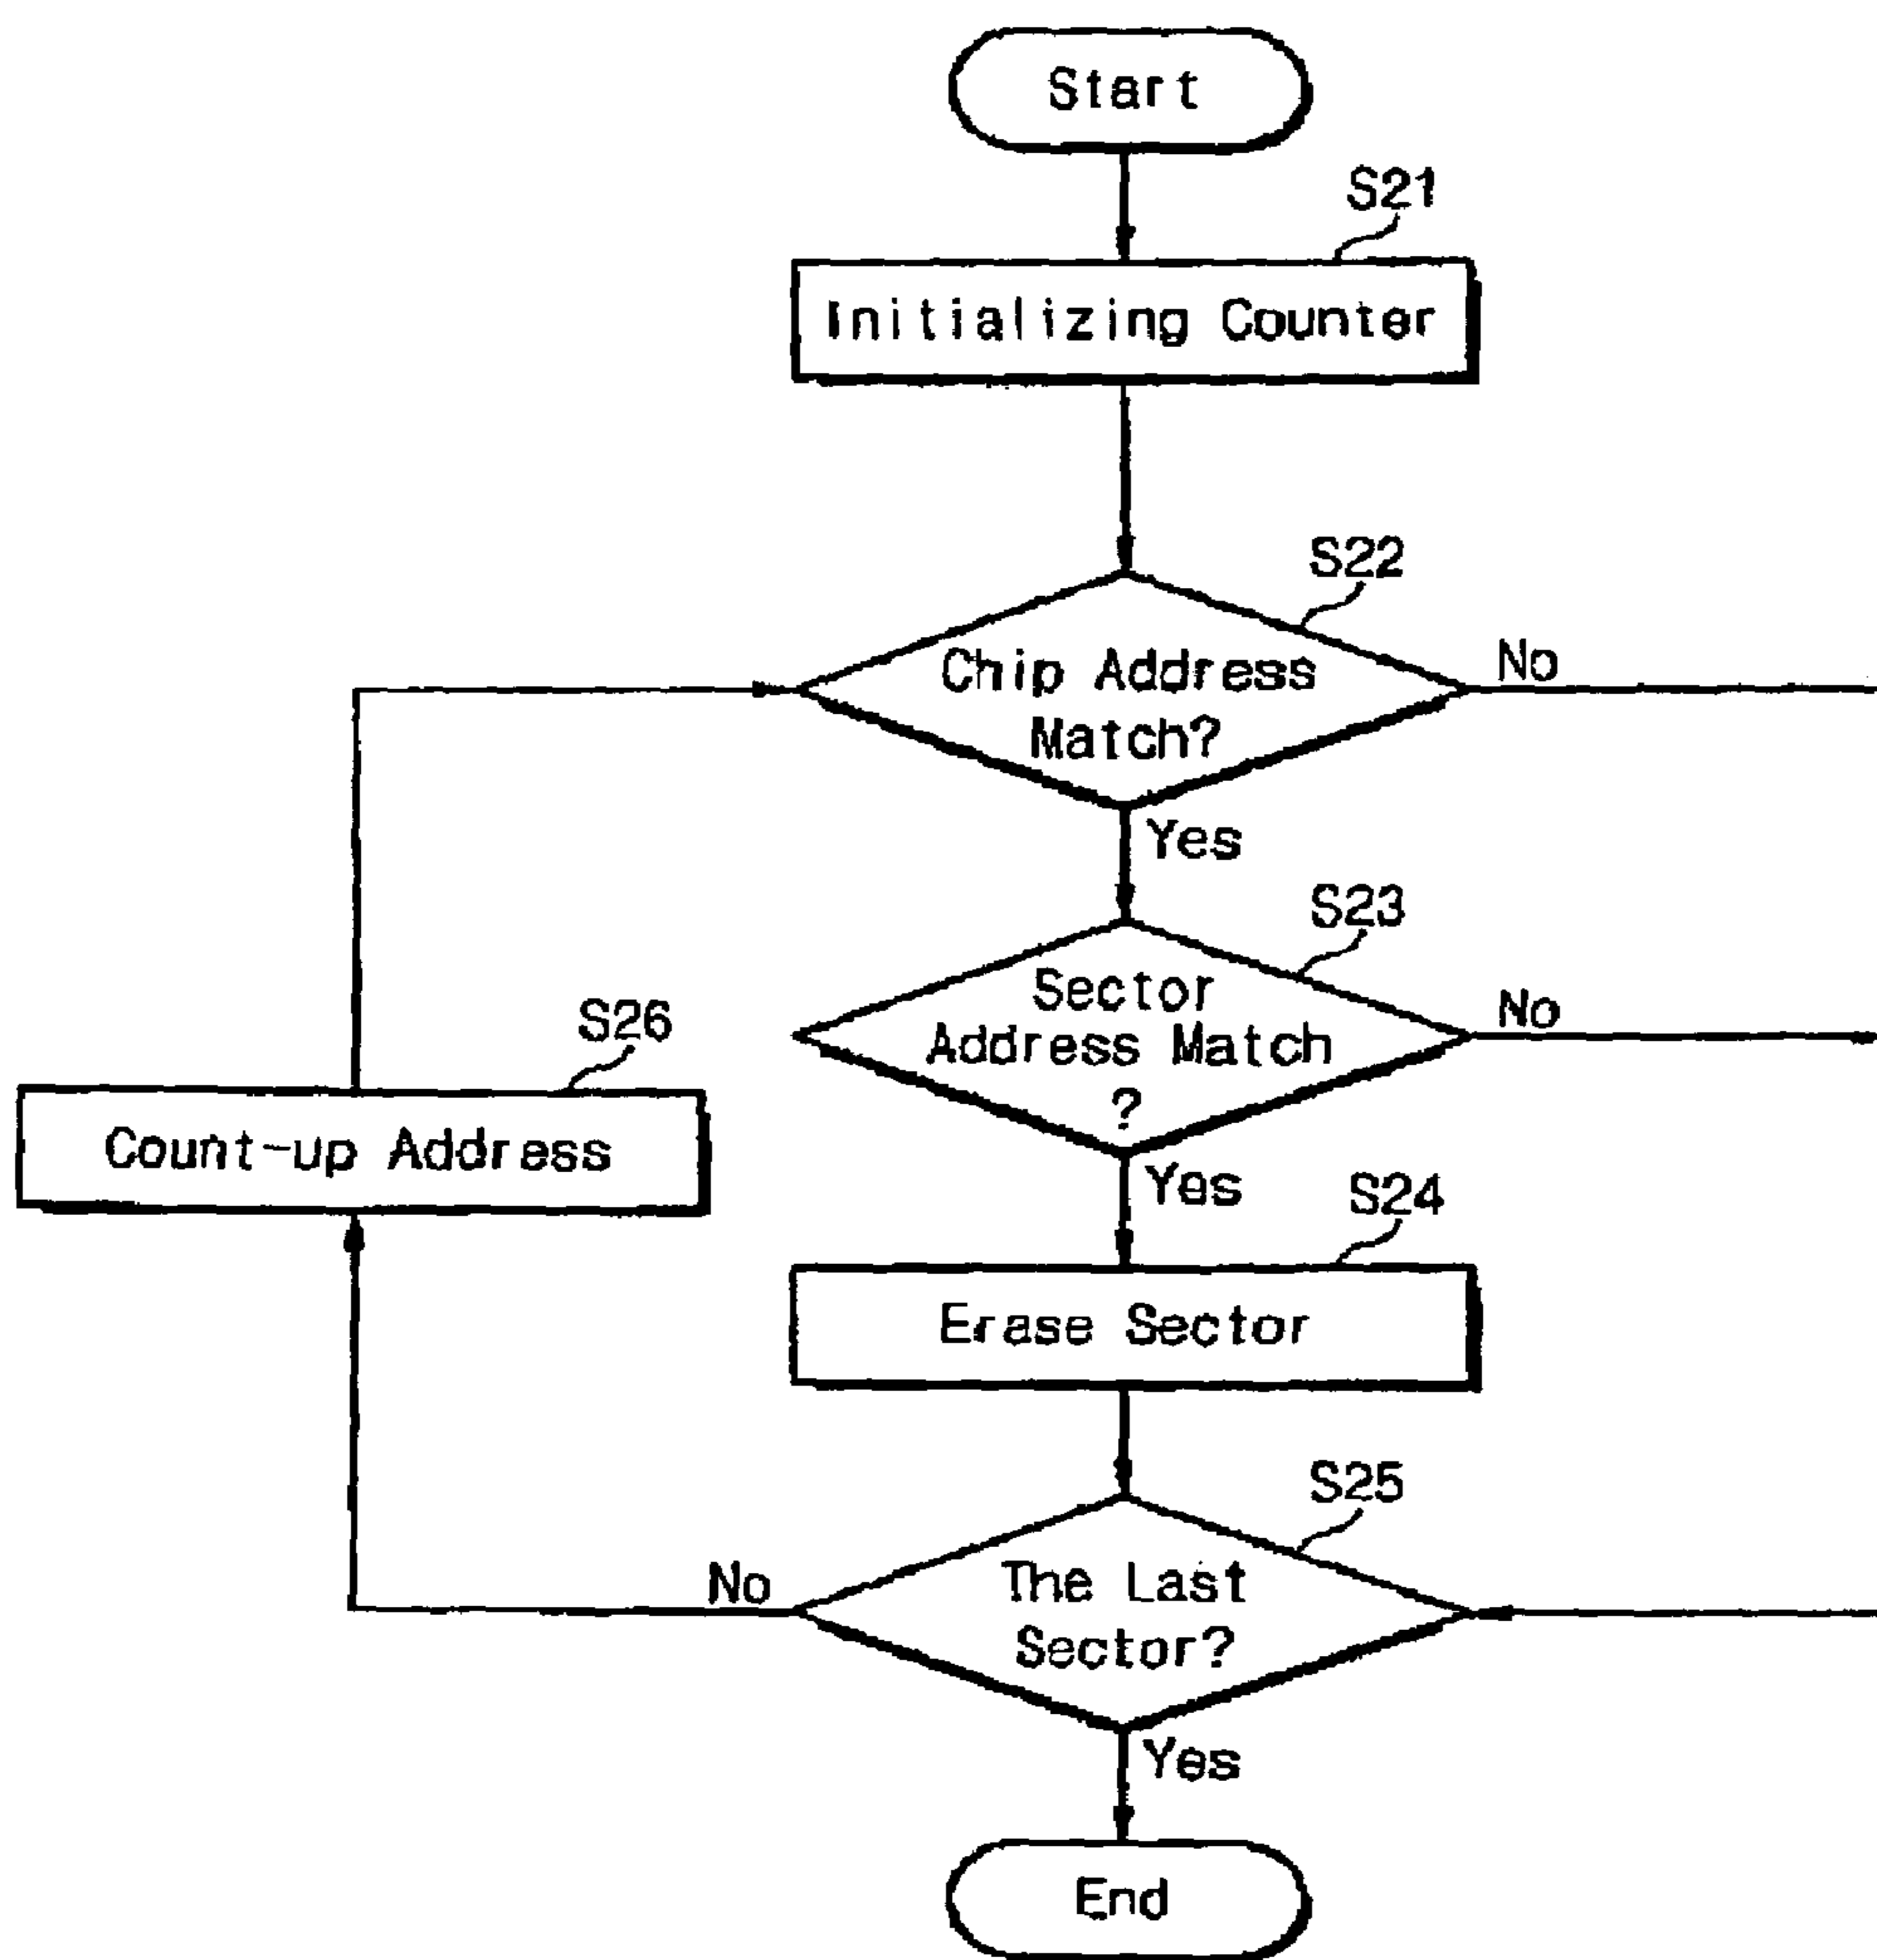 Start
S21
Initializing Counter
S22
Chip Address
Match?
No
Yes
S23
Sector
Address Match
?
No
Yes
S26
Count-up Address
S24
Erase Sector
S25
The Last
Sector?
No
Yes
End